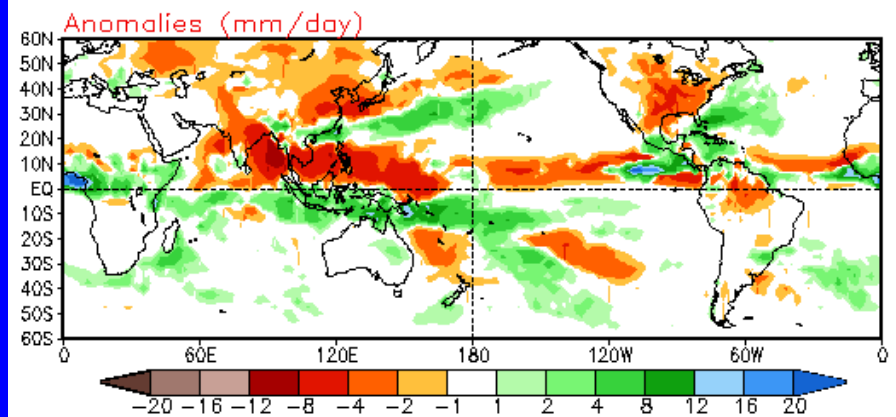 Anomalies (mm/day)
60N
50N
40N
30N
20N
10N
EQ
10S
20S
30S
40S
50S
60S
0 60E 120E 180 120W 60W 0
−20 −16 −12 −8 −4 −2 −1 1 2 4 8 12 16 20